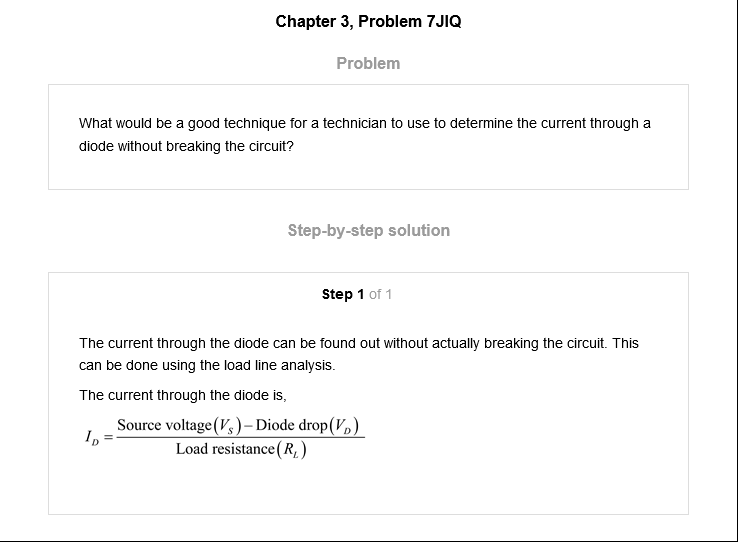 Chapter 3, Problem 7JIQ
Problem
What would be a good technique for a technician to use to determine the current through a
diode without breaking the circuit?
Step-by-step solution
Step 1 of 1
The current through the diode can be found out without actually breaking the circuit. This
can be done using the load line analysis.
The current through the diode is,
I_D = \frac{Source voltage(V_S) − Diode drop(V_D)}{Load resistance(R_L)}